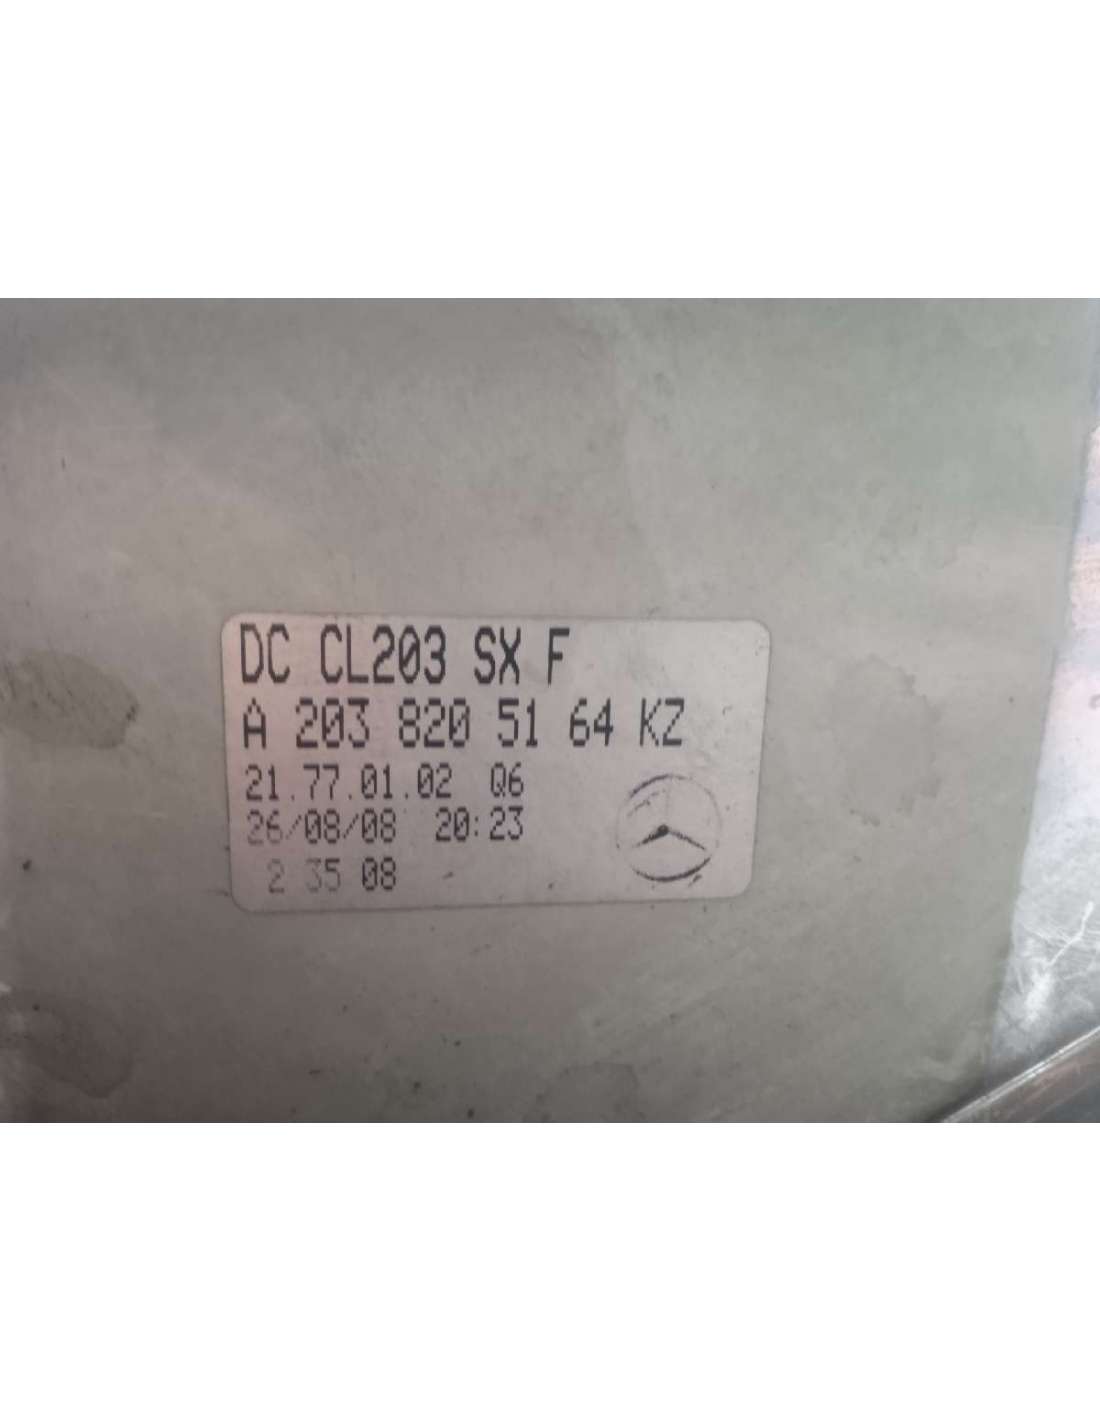 DC CL203 SX F
A 203 820 51 64 KZ
21.77.01.02 Q6
26/08/08 20:23
2 35 08